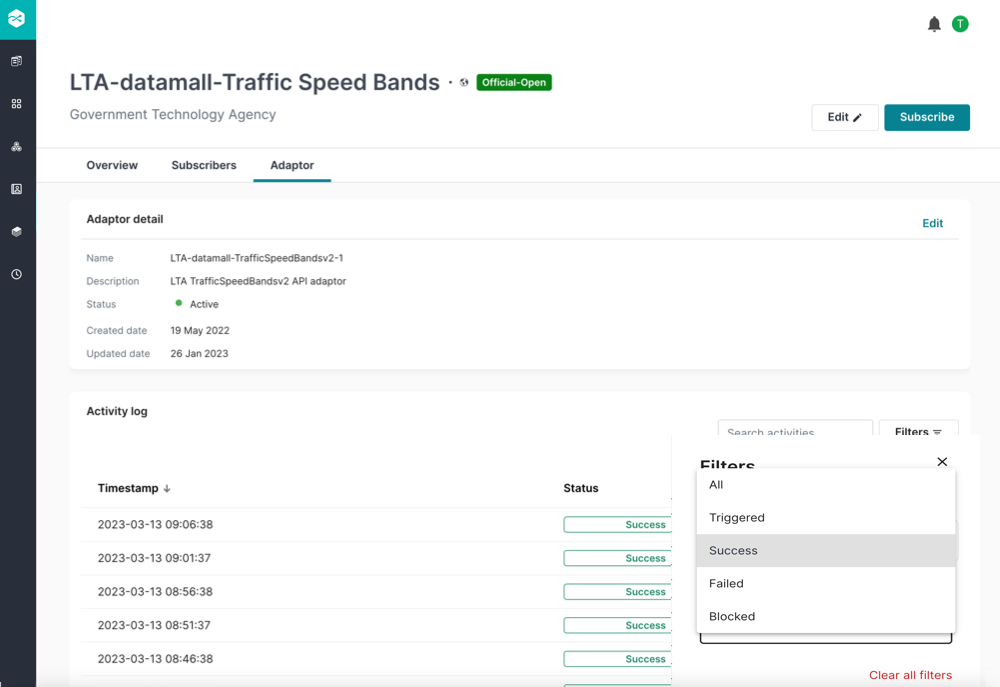 T
LTA-datamall-Traffic Speed Bands · Official-Open
Government Technology Agency
Edit
Subscribe
Overview Subscribers Adaptor
Adaptor detail
Edit
Name LTA-datamall-TrafficSpeedBandsv2-1
Description LTA TrafficSpeedBandsv2 API adaptor
Status Active
Created date 19 May 2022
Updated date 26 Jan 2023
Activity log
Search activities Filters
Filters
Timestamp ↓ Status
2023-03-13 09:06:38 Success
2023-03-13 09:01:37 Success
2023-03-13 08:56:38 Success
2023-03-13 08:51:37 Success
2023-03-13 08:46:38 Success
All
Triggered
Success
Failed
Blocked
Clear all filters